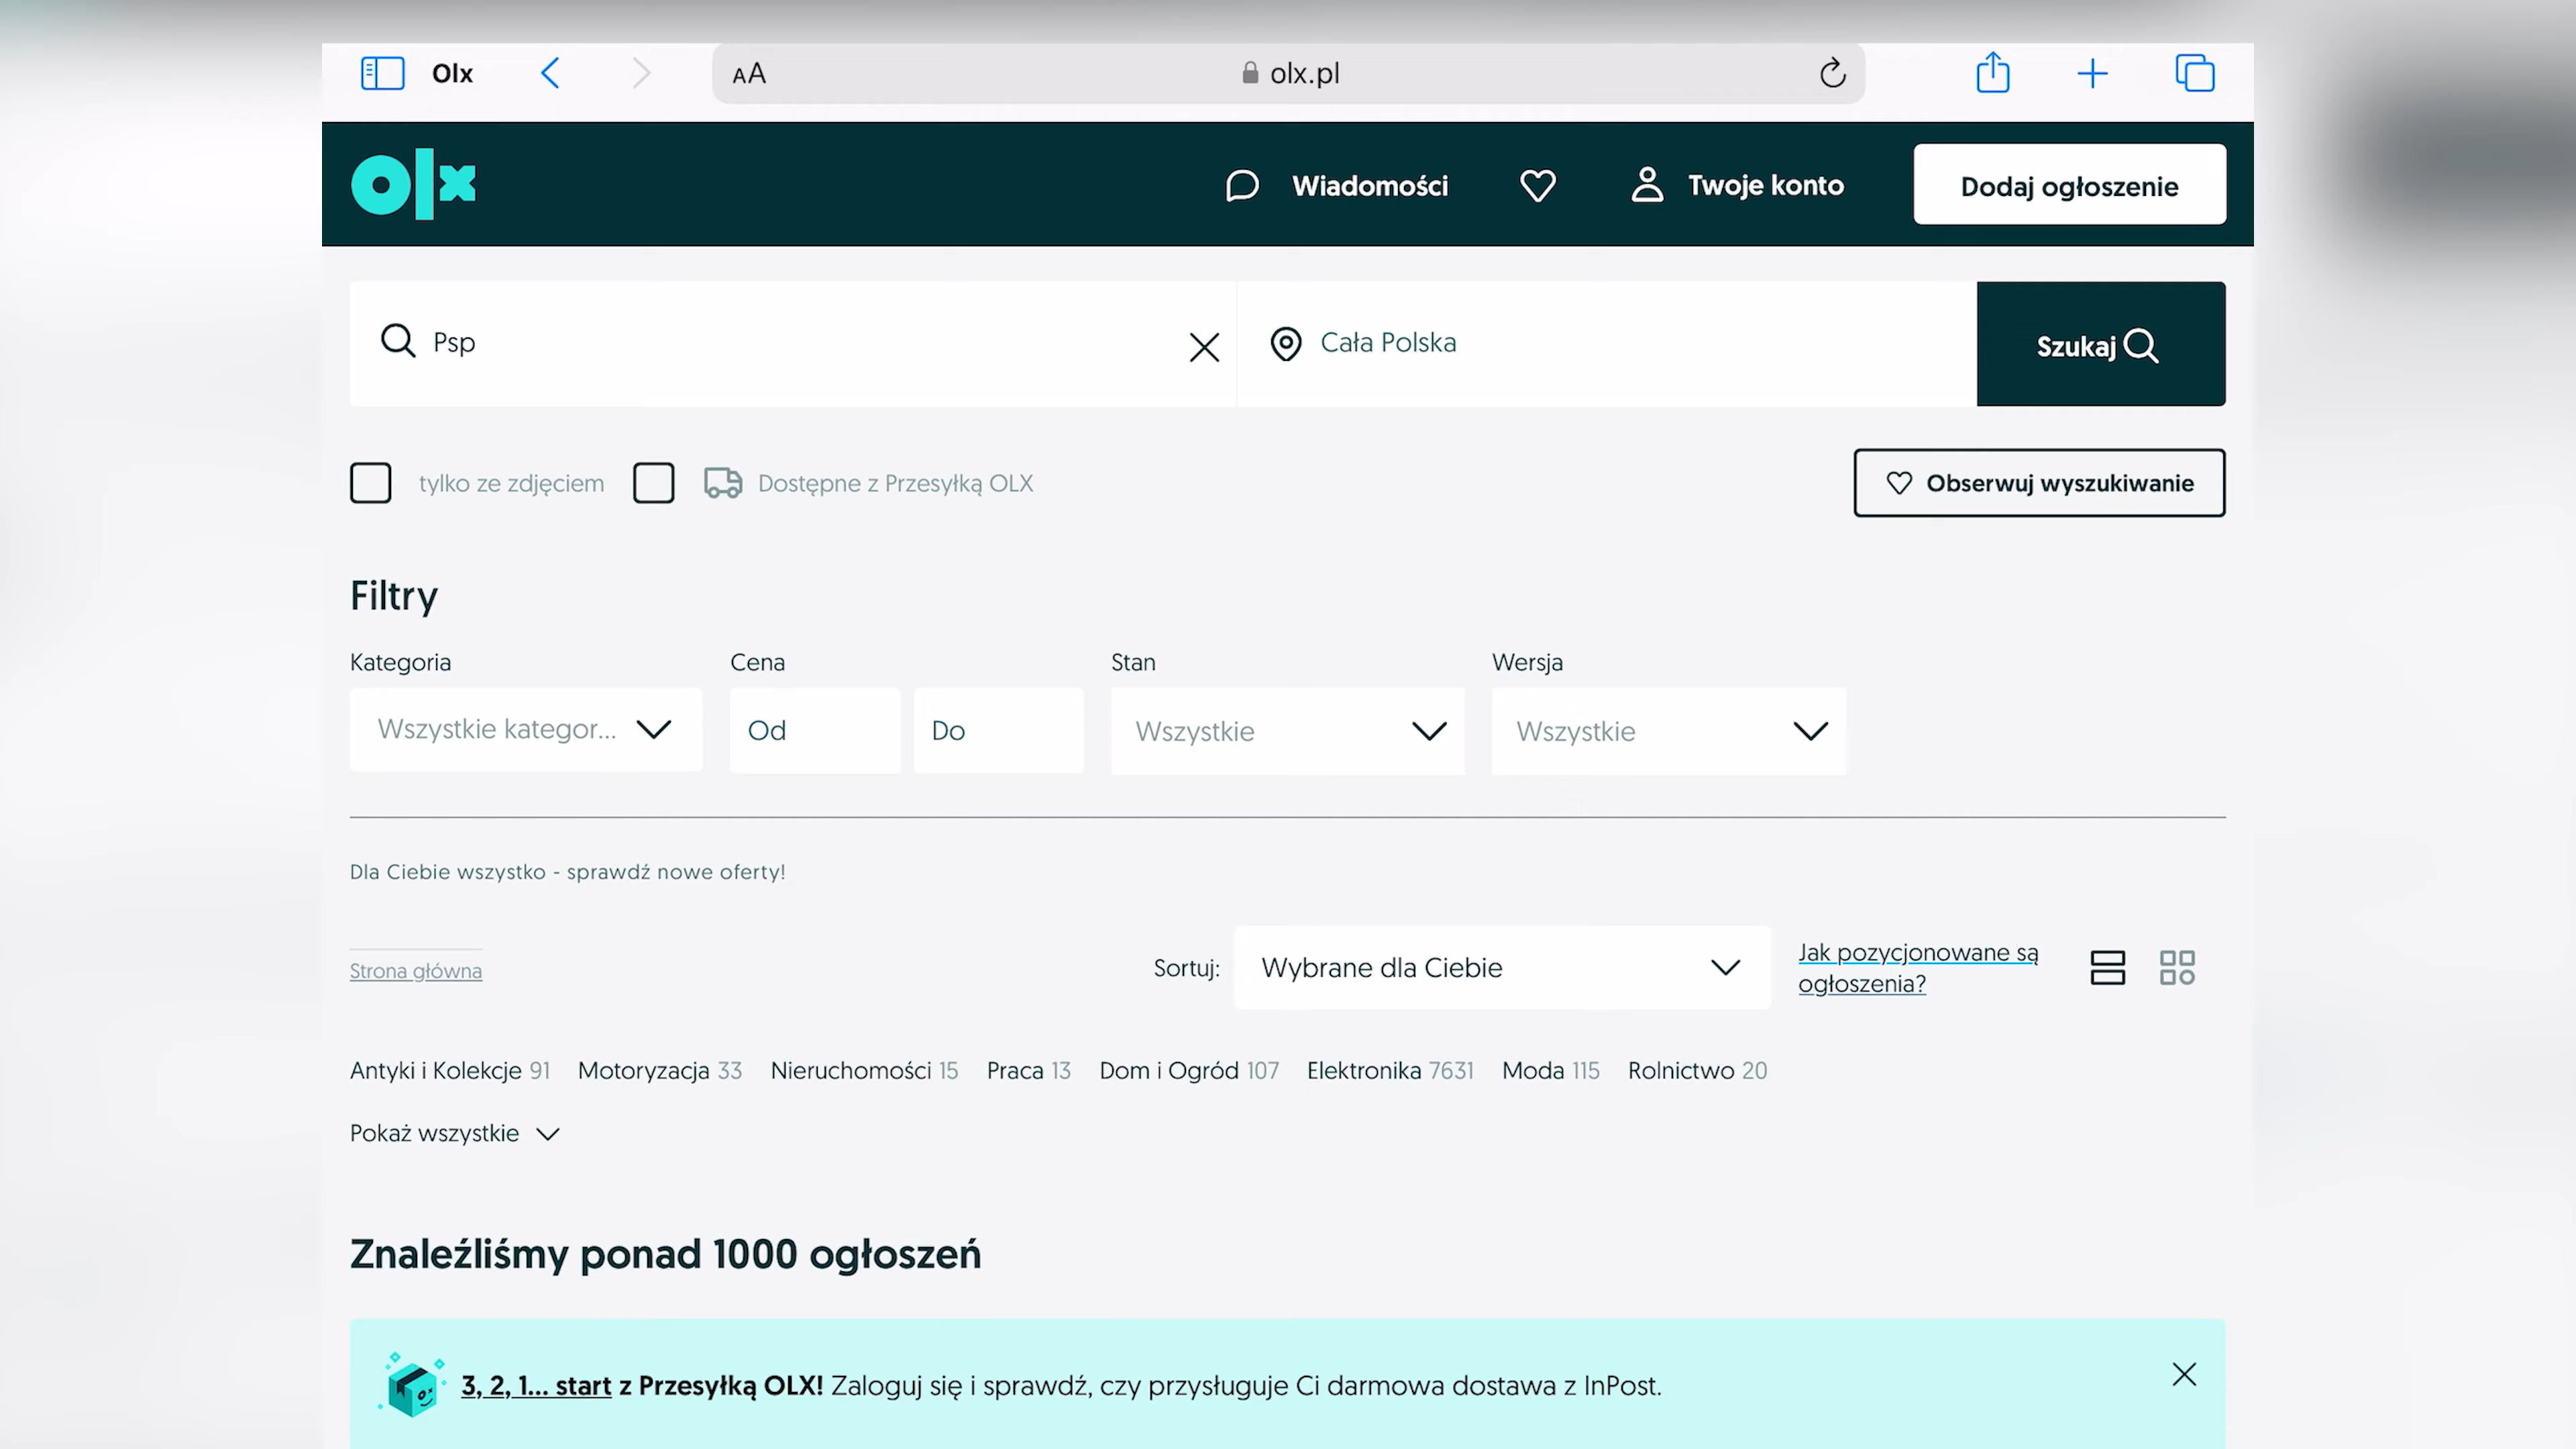 Olx
AA
olx.pl
olx
Wiadomości
Twoje konto
Dodaj ogłoszenie
Psp
Cała Polska
Szukaj
tylko ze zdjęciem
Dostępne z Przesyłką OLX
Obserwuj wyszukiwanie
Filtry
Kategoria
Cena
Stan
Wersja
Wszystkie kategor...
Od
Do
Wszystkie
Wszystkie
Dla Ciebie wszystko - sprawdź nowe oferty!
Strona główna
Sortuj:
Wybrane dla Ciebie
Jak pozycjonowane są
ogłoszenia?
Antyki i Kolekcje 91 Motoryzacja 33 Nieruchomości 15 Praca 13 Dom i Ogród 107 Elektronika 7631 Moda 115 Rolnictwo 20
Pokaż wszystkie
Znaleźliśmy ponad 1000 ogłoszeń
3, 2, 1... start z Przesyłką OLX! Zaloguj się i sprawdź, czy przysługuje Ci darmowa dostawa z InPost.